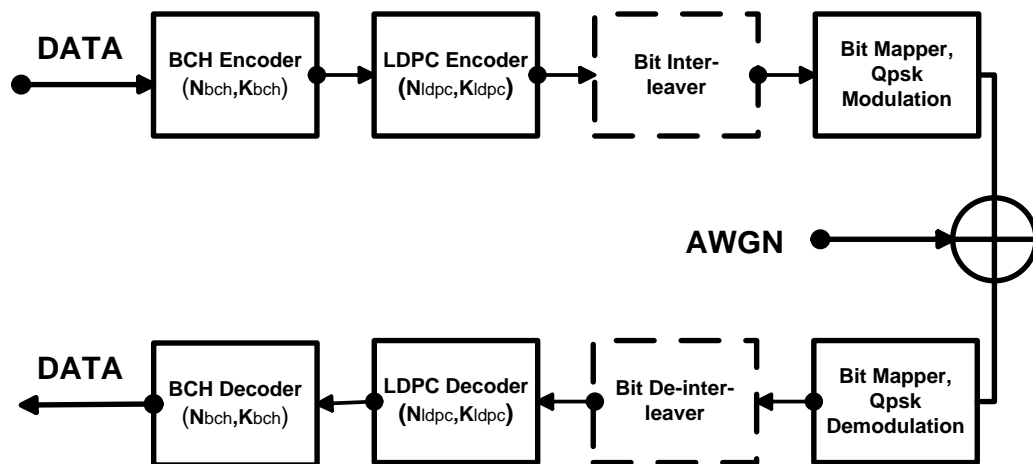 DATA
BCH Encoder
(Nbch,Kbch)
LDPC Encoder
(Nldpc,Kldpc)
Bit Inter-
leaver
Bit Mapper,
Qpsk
Modulation
AWGN
DATA
BCH Decoder
(Nbch,Kbch)
LDPC Decoder
(Nldpc,Kldpc)
Bit De-inter-
leaver
Bit Mapper,
Qpsk
Demodulation